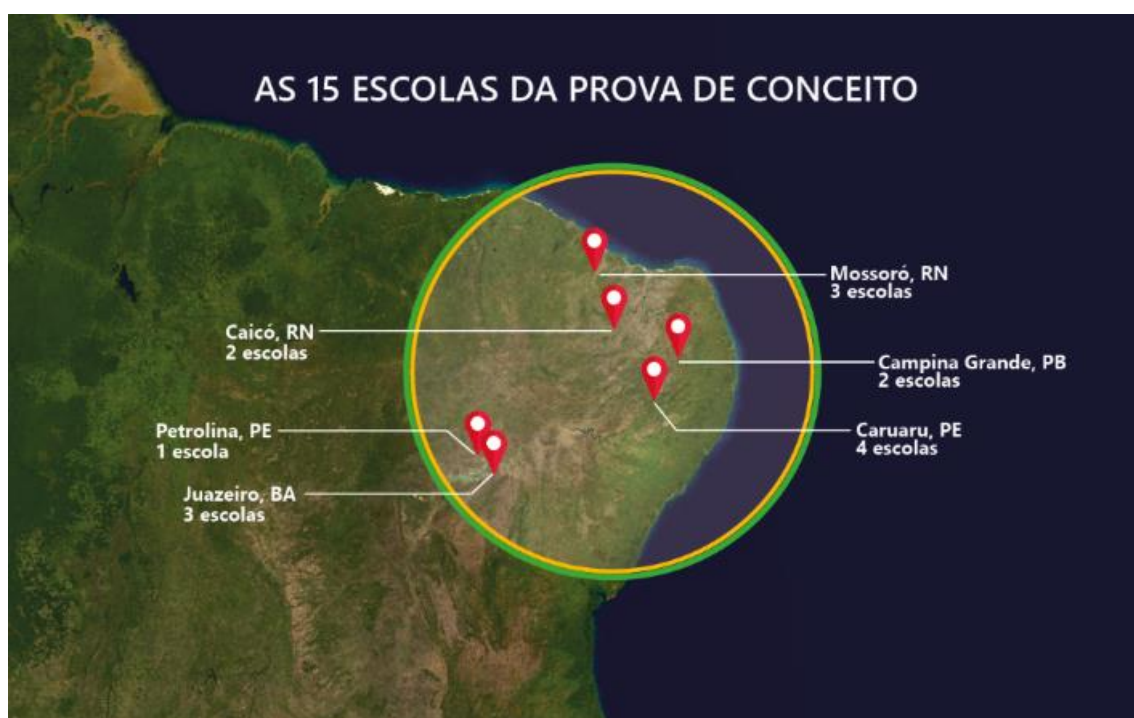 AS 15 ESCOLAS DA PROVA DE CONCEITO
Mossoró, RN
3 escolas
Caicó, RN
2 escolas
Campina Grande, PB
2 escolas
Petrolina, PE
1 escola
Caruaru, PE
4 escolas
Juazeiro, BA
3 escolas